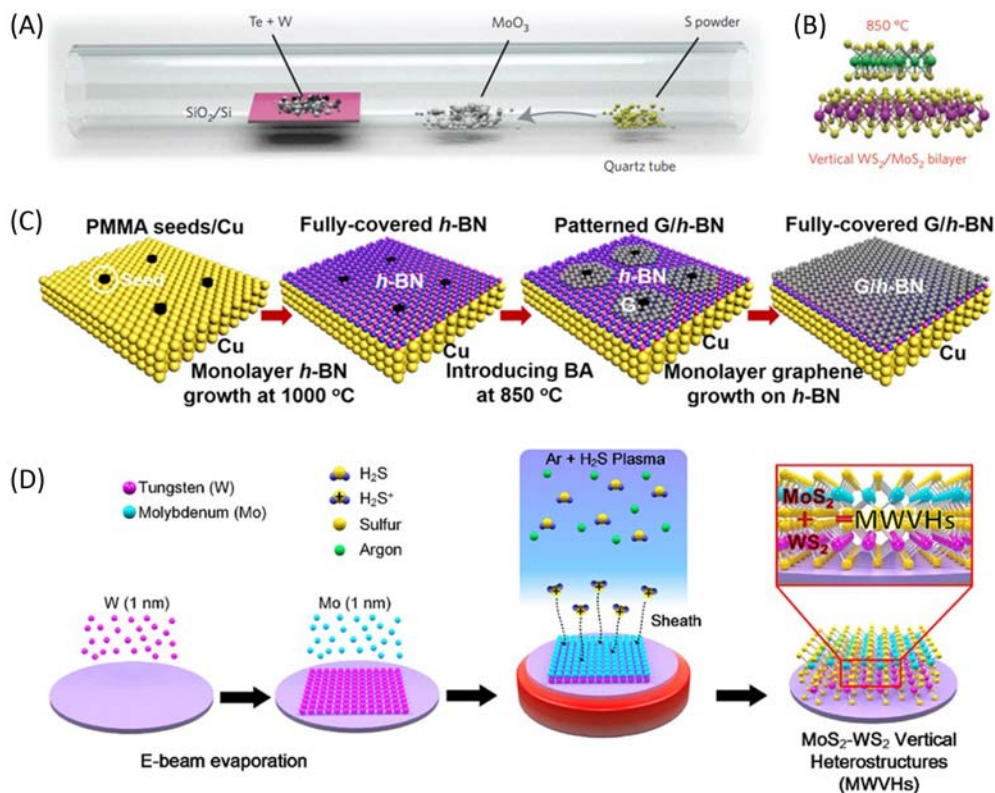 (A)
Te + W
MoO₃
S powder
SiO₂/Si
Quartz tube
(B)
850 °C
Vertical WS₂/MoS₂ bilayer
(C)
PMMA seeds/Cu
Fully-covered h-BN
Patterned G/h-BN
Fully-covered G/h-BN
Seed
h-BN
h-BN
G
G/h-BN
Cu
Cu
Cu
Cu
Monolayer h-BN
growth at 1000 °C
Introducing BA
at 850 °C
Monolayer graphene
growth on h-BN
(D)
Tungsten (W)
Molybdenum (Mo)
H₂S
H₂S⁺
Sulfur
Argon
Ar + H₂S Plasma
MoS₂
+ =MWVHs
WS₂
W (1 nm)
Mo (1 nm)
Sheath
E-beam evaporation
MoS₂-WS₂ Vertical
Heterostructures
(MWVHs)